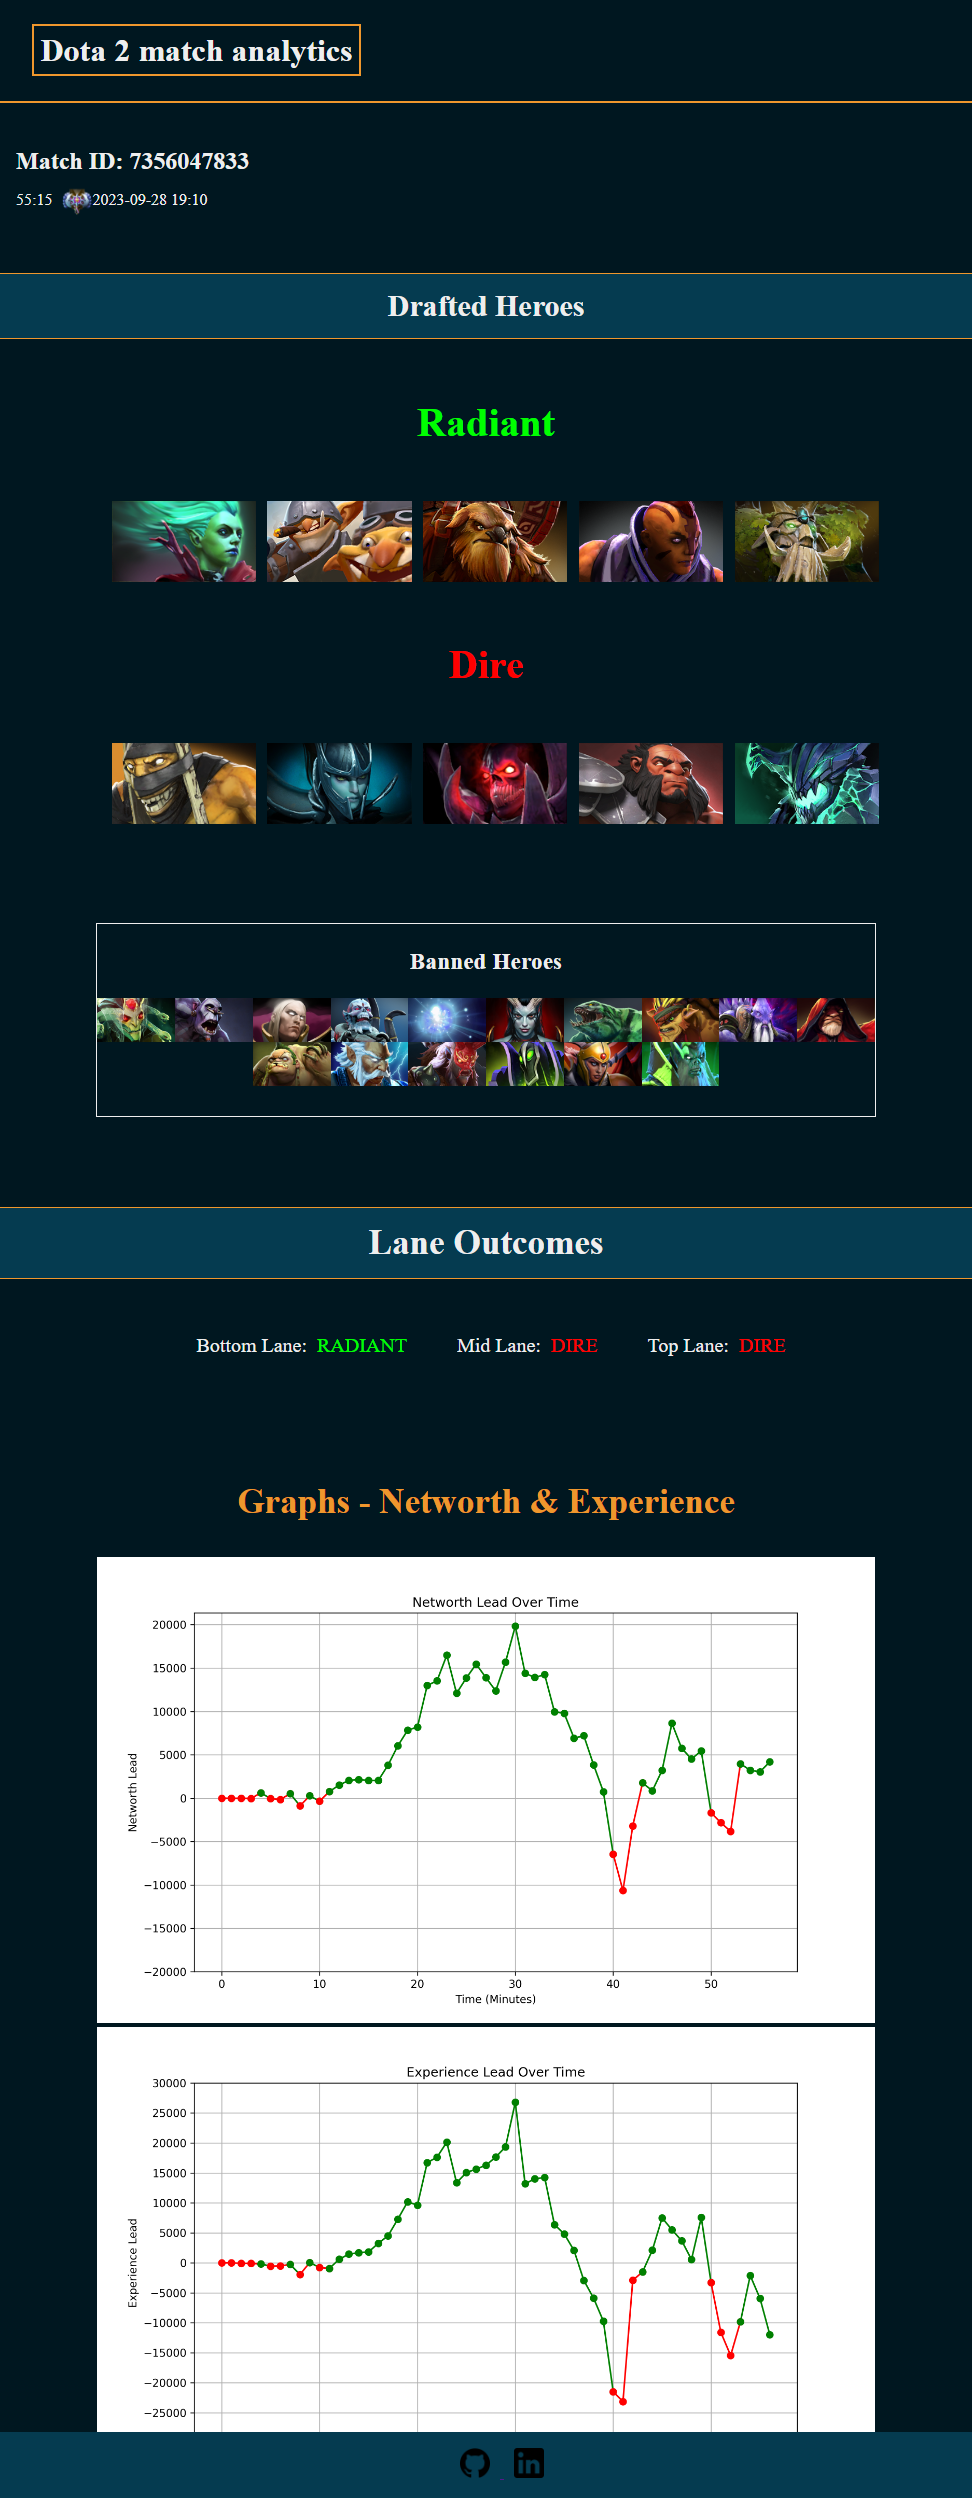 Dota 2 match analytics
Match ID: 7356047833
55:15 2023-09-28 19:10
Drafted Heroes
Radiant
Dire
Banned Heroes
Lane Outcomes
Bottom Lane: RADIANT Mid Lane: DIRE Top Lane: DIRE
Graphs - Networth & Experience
Networth Lead Over Time
20000
15000
10000
5000
0
−5000
−10000
−15000
−20000
Networth Lead
0 10 20 30 40 50
Time (Minutes)
Experience Lead Over Time
30000
25000
20000
15000
10000
5000
0
−5000
−10000
−15000
−20000
−25000
Experience Lead
in